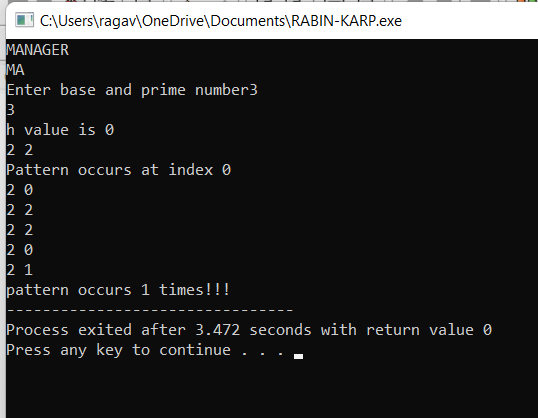 C:\Users\ragav\OneDrive\Documents\RABIN-KARP.exe
MANAGER
MA
Enter base and prime number3
3
h value is 0
2 2
Pattern occurs at index 0
2 0
2 2
2 2
2 0
2 1
pattern occurs 1 times!!!
--------------------------------
Process exited after 3.472 seconds with return value 0
Press any key to continue . . .